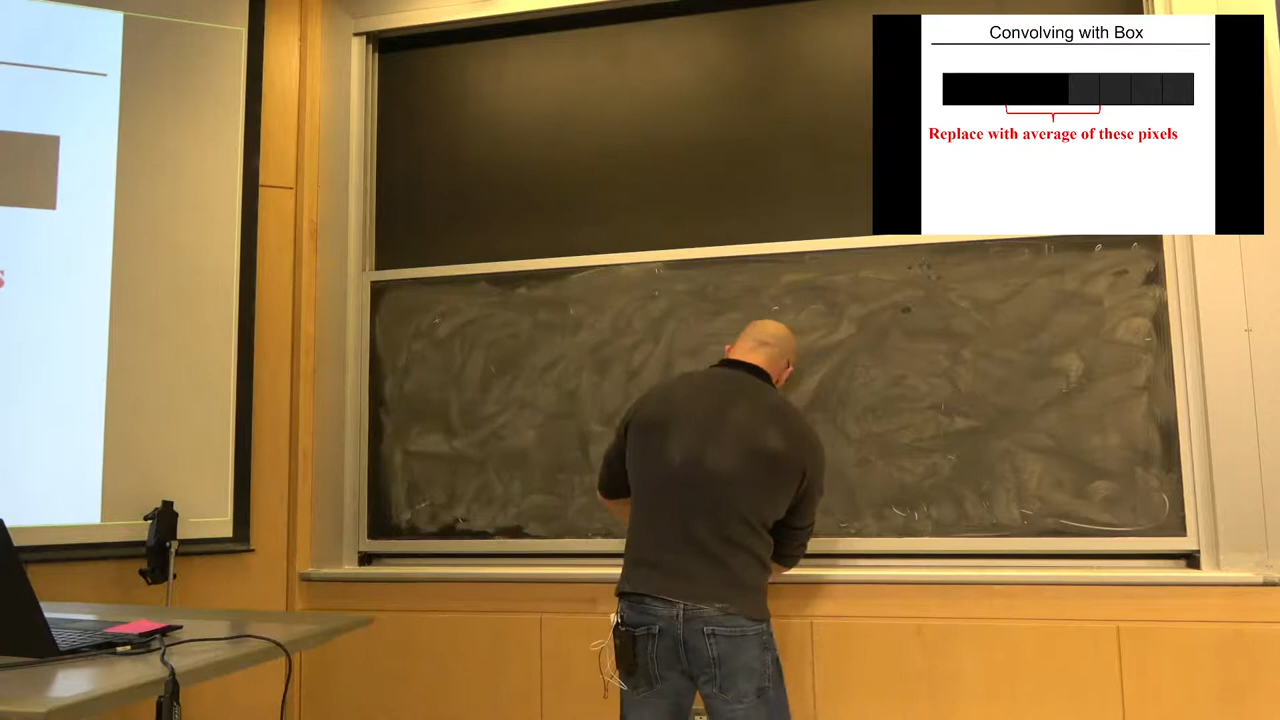 Convolving with Box
Replace with average of these pixels